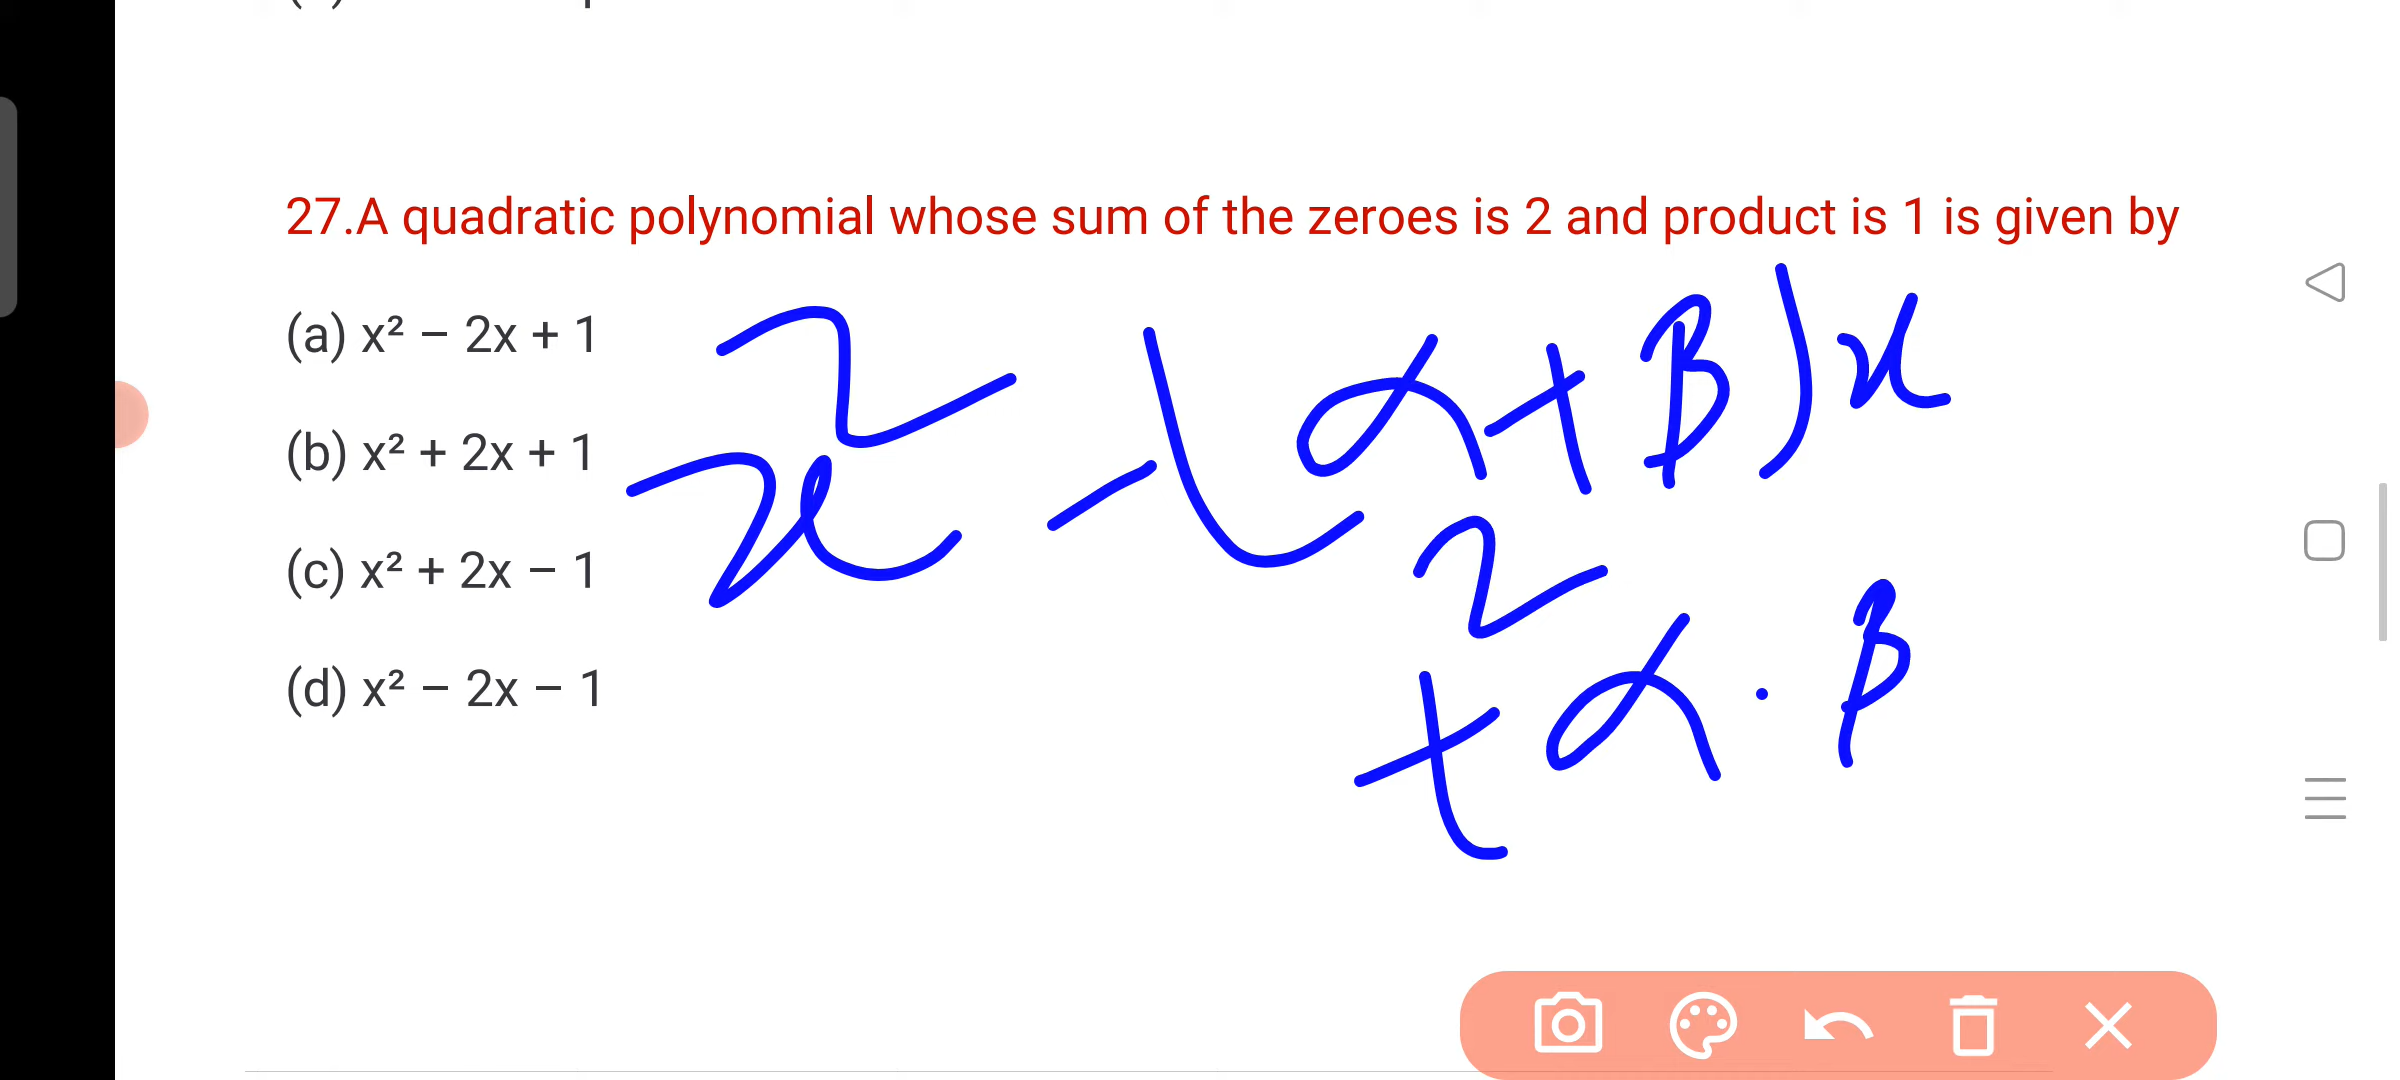 27.A quadratic polynomial whose sum of the zeroes is 2 and product is 1 is given by
(a) x² – 2x + 1
(b) x² + 2x + 1
(c) x² + 2x – 1
(d) x² – 2x – 1
x² - (α+β)x
2
+ α . β